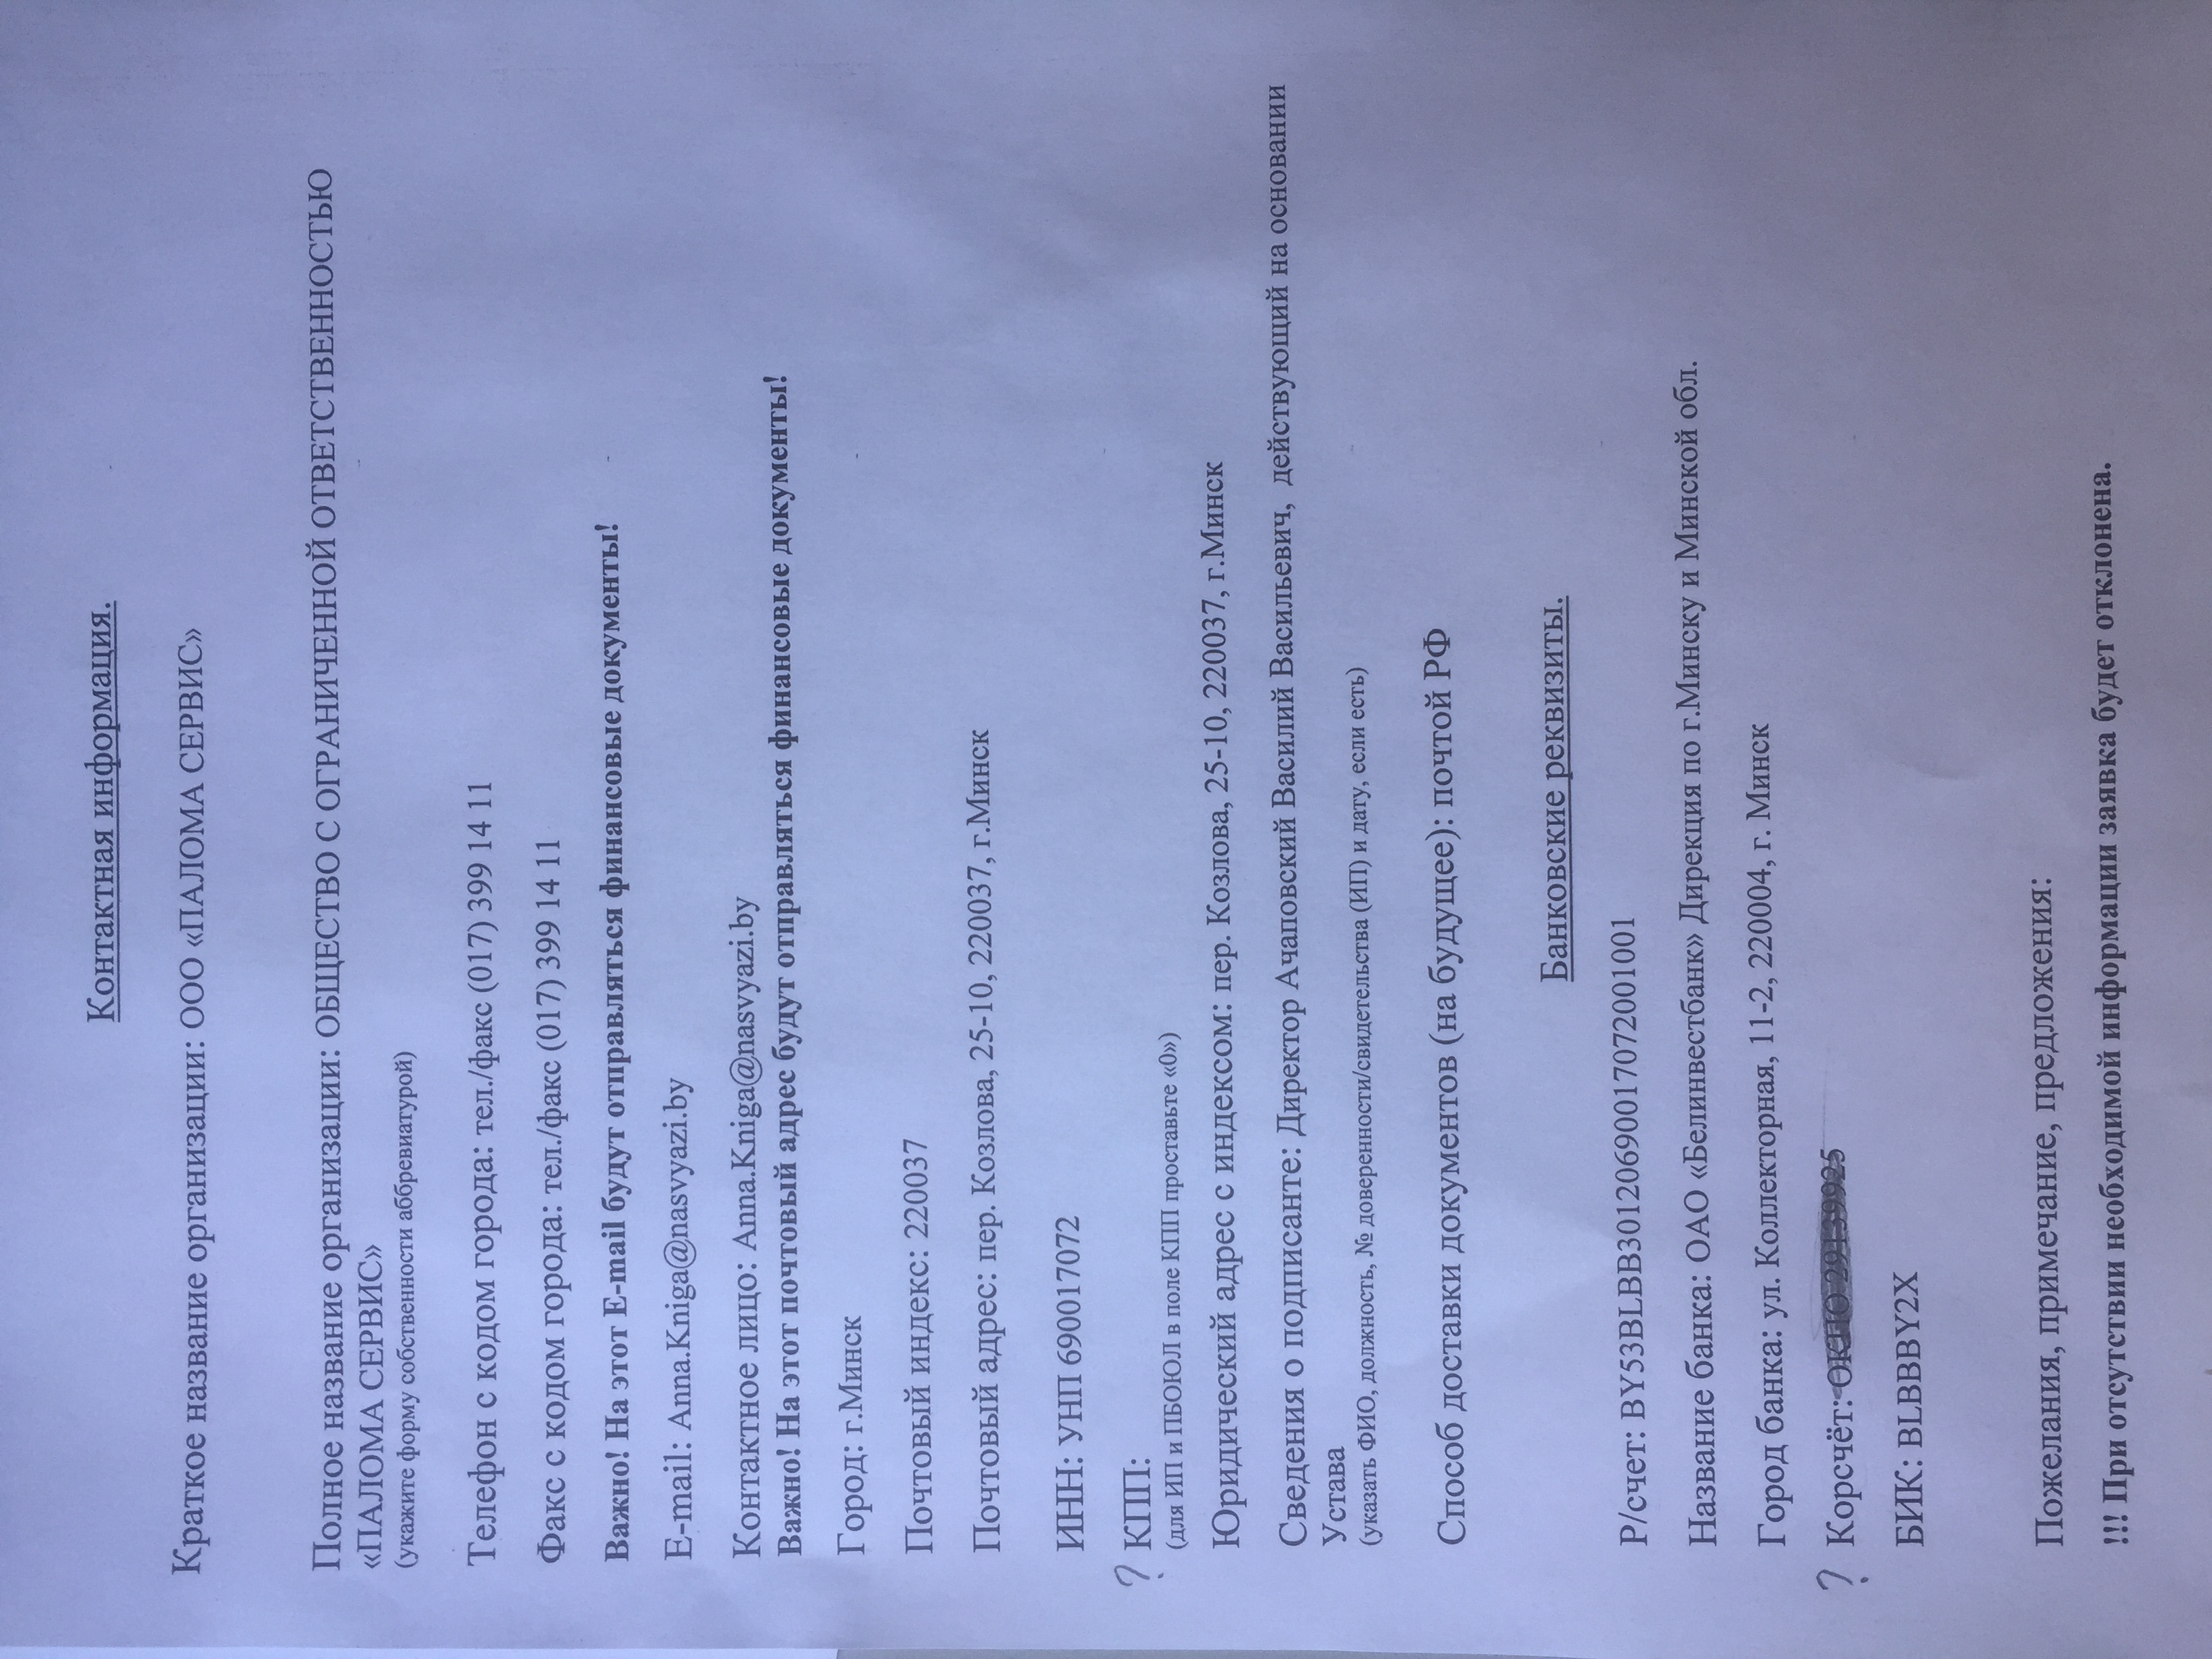 Контактная информация.
Краткое название организации: ООО «ПАЛОМА СЕРВИС»
Полное название организации: ОБЩЕСТВО С ОГРАНИЧЕННОЙ ОТВЕТСТВЕННОСТЬЮ
«ПАЛОМА СЕРВИС»
(укажите форму собственности аббревиатурой)
Телефон с кодом города: тел./факс (017) 399 14 11
Факс с кодом города: тел./факс (017) 399 14 11
Важно! На этот E-mail будут отправляться финансовые документы!
E-mail: Anna.Kniga@nasvyazi.by
Контактное лицо: Anna.Kniga@nasvyazi.by
Важно! На этот почтовый адрес будут отправляться финансовые документы!
Город: г.Минск
Почтовый индекс: 220037
Почтовый адрес: пер. Козлова, 25-10, 220037, г.Минск
ИНН: УНП 690017072
? КПП:
(для ИП и ПБОЮЛ в поле КПП проставьте «0»)
Юридический адрес с индексом: пер. Козлова, 25-10, 220037, г.Минск
Сведения о подписанте: Директор Ачаповский Василий Васильевич, действующий на основании
Устава
(указать ФИО, должность, № доверенности/свидетельства (ИП) и дату, если есть)
Способ доставки документов (на будущее): почтой РФ
Банковские реквизиты.
Р/счет: BY53BLBB30120690017072001001
Название банка: ОАО «Белинвестбанк» Дирекция по г.Минску и Минской обл.
Город банка: ул. Коллекторная, 11-2, 220004, г. Минск
? Корсчёт:
БИК: BLBBBY2X
Пожелания, примечание, предложения:
!!! При отсутствии необходимой информации заявка будет отклонена.